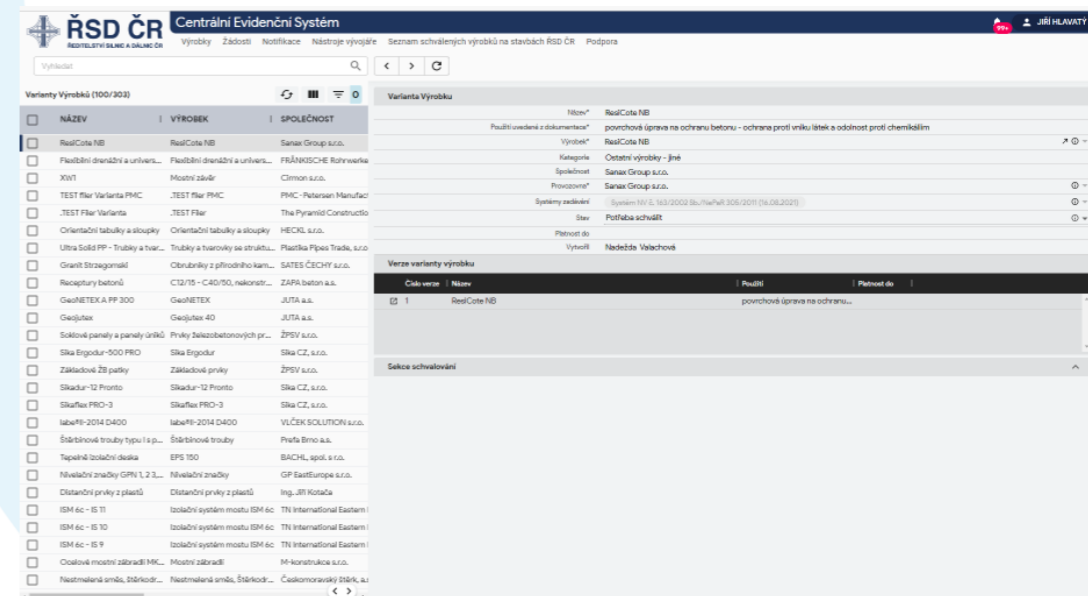 ŘSD ČR
ŘEDITELSTVÍ SILNIC A DÁLNIC ČR
Centrální Evidenční Systém
99+
JIŘÍ HLAVATÝ
Výrobky Žádosti Notifikace Nástroje vývojáře Seznam schválených výrobků na stavbách ŘSD ČR Podpora
Vyhledat
Varianty Výrobků (100/303)
0
NÁZEV VÝROBEK SPOLEČNOST
ResiCote NB ResiCote NB Sanax Group s.r.o.
Flexibilní drenážní a univers... Flexibilní drenážní a univers... FRÄNKISCHE Rohrwerke
XW1 Mostní závěr Cirmon s.r.o.
TEST fller Varianta PMC .TEST fller PMC PMC - Petersen Manufact
.TEST Fller Varianta .TEST Fller The Pyramid Constructio
Orientační tabulky a sloupky Orientační tabulky a sloupky HECKL s.r.o.
Ultra Solid PP - Trubky a tvar... Trubky a tvarovky se struktu... Plastika Pipes Trade, s.r.o
Granit Strzegomski Obrubníky z přírodního kam... SATES ČECHY s.r.o.
Receptury betonů C12/15 - C40/50, nekonstr... ZAPA beton a.s.
GeoNETEX A PP 300 GeoNETEX JUTA a.s.
Geojutex Geojutex 40 JUTA a.s.
Soklové panely a panely úniků Prvky železobetonových pr... ŽPSV s.r.o.
Sika Ergodur-500 PRO Sika Ergodur Sika CZ, s.r.o.
Základové ŽB patky Základové prvky ŽPSV s.r.o.
Sikadur-12 Pronto Sikadur-12 Pronto Sika CZ, s.r.o.
Sikaflex PRO-3 Sikaflex PRO-3 Sika CZ, s.r.o.
labe®II-2014 D400 labe®II-2014 D400 VLČEK SOLUTION s.r.o.
Štěrbinové trouby typu I s p... Štěrbinové trouby Prefa Brno a.s.
Tepelně izolační deska EPS 150 BACHL, spol. s r.o.
Nivelační značky GPN 1, 2 3,... Nivelační značky GP EastEurope s.r.o.
Distanční prvky z plastů Distanční prvky z plastů Ing. Jiří Kotača
ISM 6c - IS 11 Izolační systém mostu ISM 6c TN International Eastern
ISM 6c - IS 10 Izolační systém mostu ISM 6c TN International Eastern
ISM 6c - IS 9 Izolační systém mostu ISM 6c TN International Eastern
Ocelové mostní zábradlí MK... Mostní zábradlí M-konstrukce s.r.o.
Nestmelená směs, štěrkodr... Nestmelená směs, Štěrkodr... Českomoravský štěrk, a.s
Varianta Výrobku
Název* ResiCote NB
Použití uvedené z dokumentace* povrchová úprava na ochranu betonu - ochrana proti vniku látek a odolnost proti chemikáliím
Výrobek* ResiCote NB
Kategorie Ostatní výrobky - jiné
Společnost Sanax Group s.r.o.
Provozovna* Sanax Group s.r.o.
Systémy zadávání Systém NV č. 163/2002 Sb./NePeR 305/2011 (16.08.2021)
Stav Potřeba schválit
Platnost do
Vytvořil Nadežda Valachová
Verze varianty výrobku
Číslo verze Název Použití Platnost do
1 ResiCote NB povrchová úprava na ochranu...
Sekce schvalování